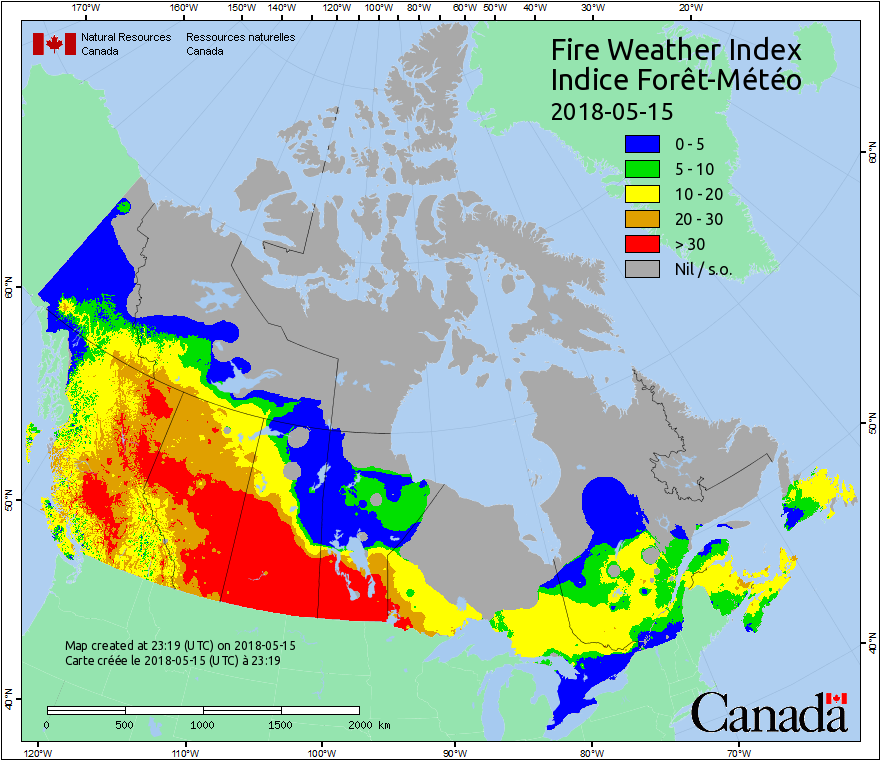 170°W 160°W 150°W 140°W 130°W 120°W 110°W 100°W 80°W 60°W 50°W 40°W 30°W 20°W
Natural Resources Ressources naturelles
Canada Canada
Fire Weather Index
Indice Forêt-Météo
2018-05-15
0 - 5
5 - 10
10 - 20
20 - 30
> 30
Nil / s.o.
60°N
60°N
50°N
50°N
40°N
40°N
Map created at 23:19 (UTC) on 2018-05-15
Carte créée le 2018-05-15 (UTC) à 23:19
0 500 1000 1500 2000 km
Canada
120°W 110°W 100°W 90°W 80°W 70°W